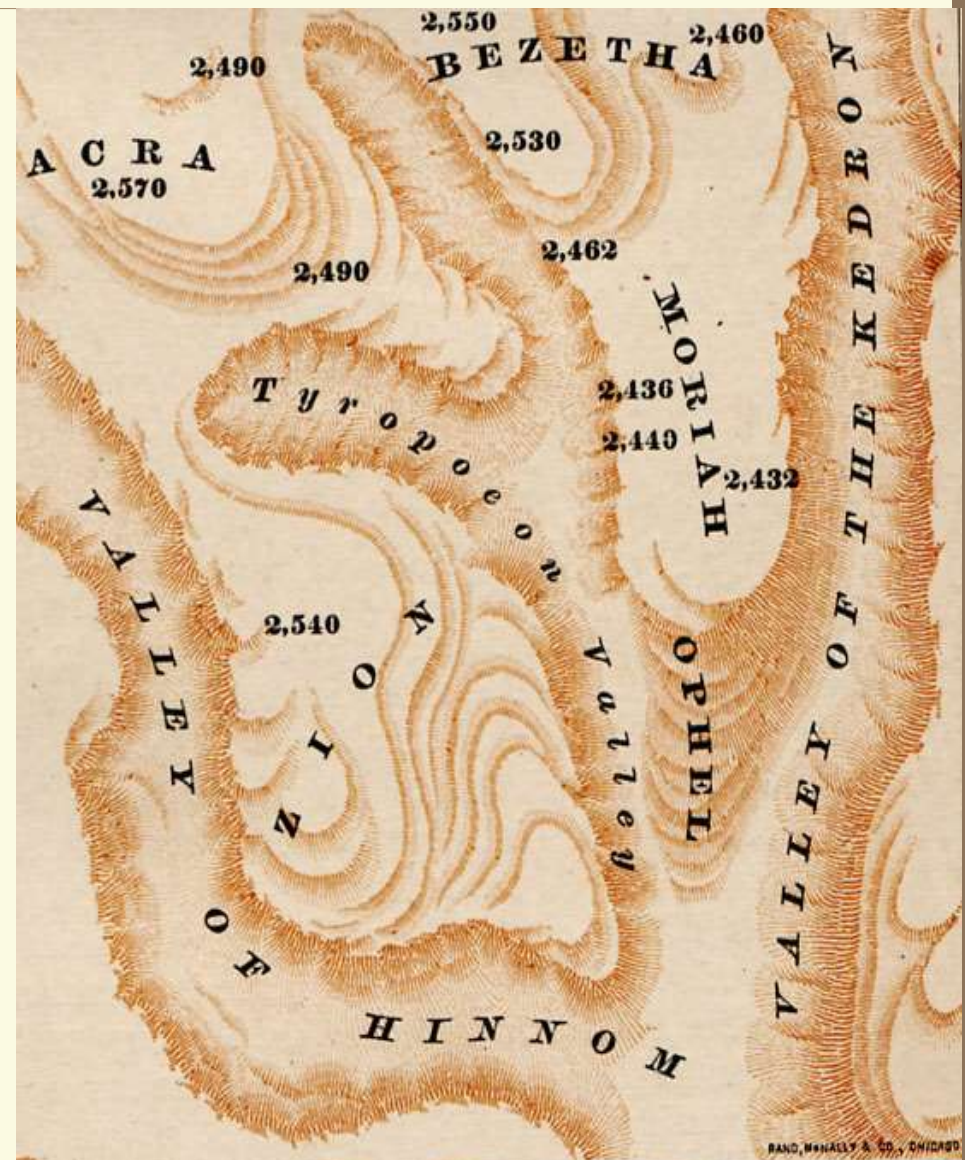 2,550
BEZETHA
2,460
2,490
ACRA
2,570
2,530
2,462
2,490
MORIAH
2,436
2,440
2,432
Tyropoeon Valley
VALLEY OF THE KEDRON
2,540
ZION
OPHEL
VALLEY OF HINNOM
RAND, McNALLY & CO., CHICAGO